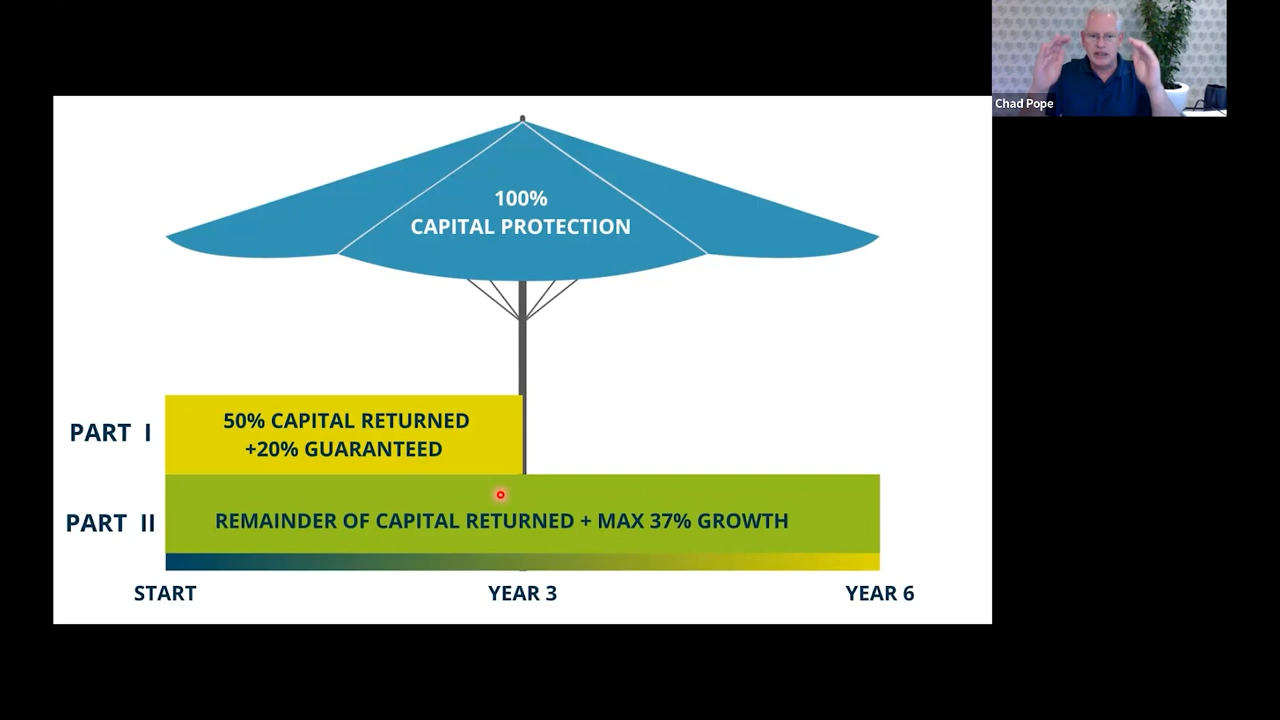 Chad Pope
100%
CAPITAL PROTECTION
PART I
50% CAPITAL RETURNED
+20% GUARANTEED
PART II
REMAINDER OF CAPITAL RETURNED + MAX 37% GROWTH
START
YEAR 3
YEAR 6